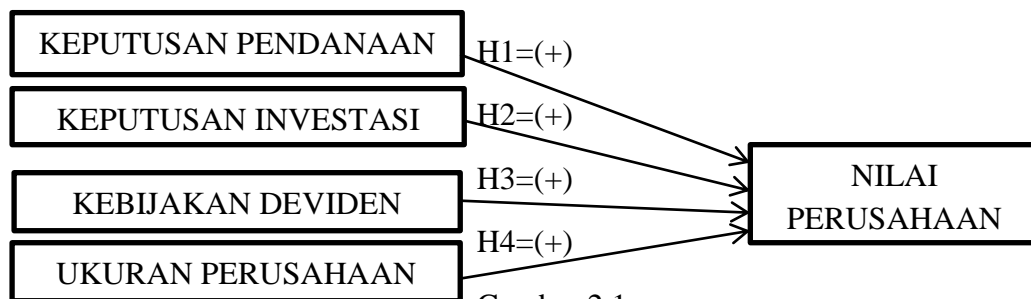 KEPUTUSAN PENDANAAN
H1=(+)
KEPUTUSAN INVESTASI
H2=(+)
KEBIJAKAN DEVIDEN
H3=(+)
UKURAN PERUSAHAAN
H4=(+)
NILAI
PERUSAHAAN